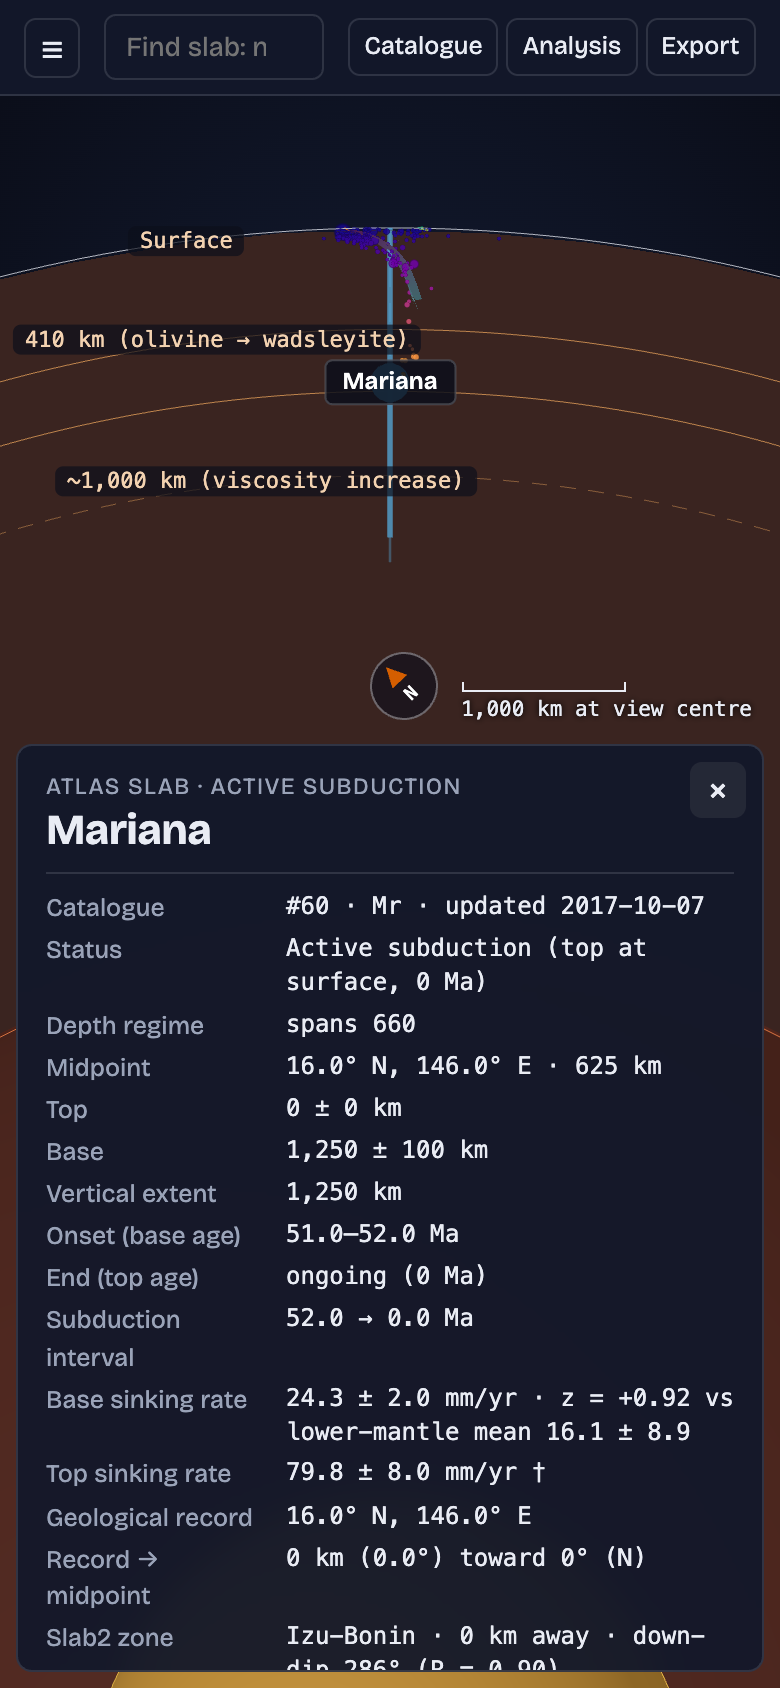 ≡
Find slab: n
Catalogue
Analysis
Export
Surface
410 km (olivine → wadsleyite)
Mariana
~1,000 km (viscosity increase)
N
1,000 km at view centre
ATLAS SLAB · ACTIVE SUBDUCTION
×
Mariana
Catalogue
#60 · Mr · updated 2017-10-07
Status
Active subduction (top at
surface, 0 Ma)
Depth regime
spans 660
Midpoint
16.0° N, 146.0° E · 625 km
Top
0 ± 0 km
Base
1,250 ± 100 km
Vertical extent
1,250 km
Onset (base age)
51.0–52.0 Ma
End (top age)
ongoing (0 Ma)
Subduction
interval
52.0 → 0.0 Ma
Base sinking rate
24.3 ± 2.0 mm/yr · z = +0.92 vs
lower-mantle mean 16.1 ± 8.9
Top sinking rate
79.8 ± 8.0 mm/yr †
Geological record
16.0° N, 146.0° E
Record →
midpoint
0 km (0.0°) toward 0° (N)
Slab2 zone
Izu-Bonin · 0 km away · down-
dip 286° (R = 0.90)